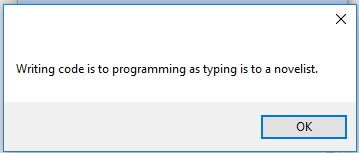 Writing code is to programming as typing is to a novelist.
OK